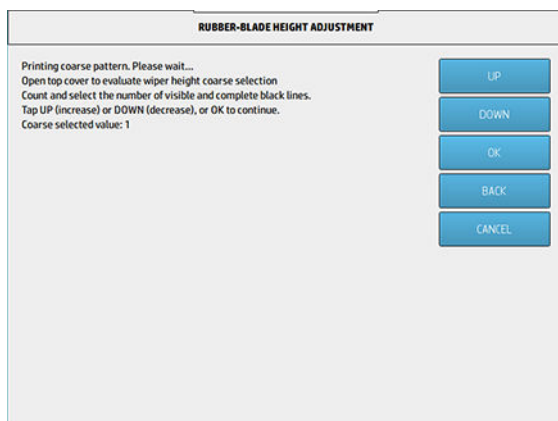 RUBBER-BLADE HEIGHT ADJUSTMENT
Printing coarse pattern. Please wait...
Open top cover to evaluate wiper height coarse selection
Count and select the number of visible and complete black lines.
Tap UP (increase) or DOWN (decrease), or OK to continue.
Coarse selected value: 1
UP
DOWN
OK
BACK
CANCEL